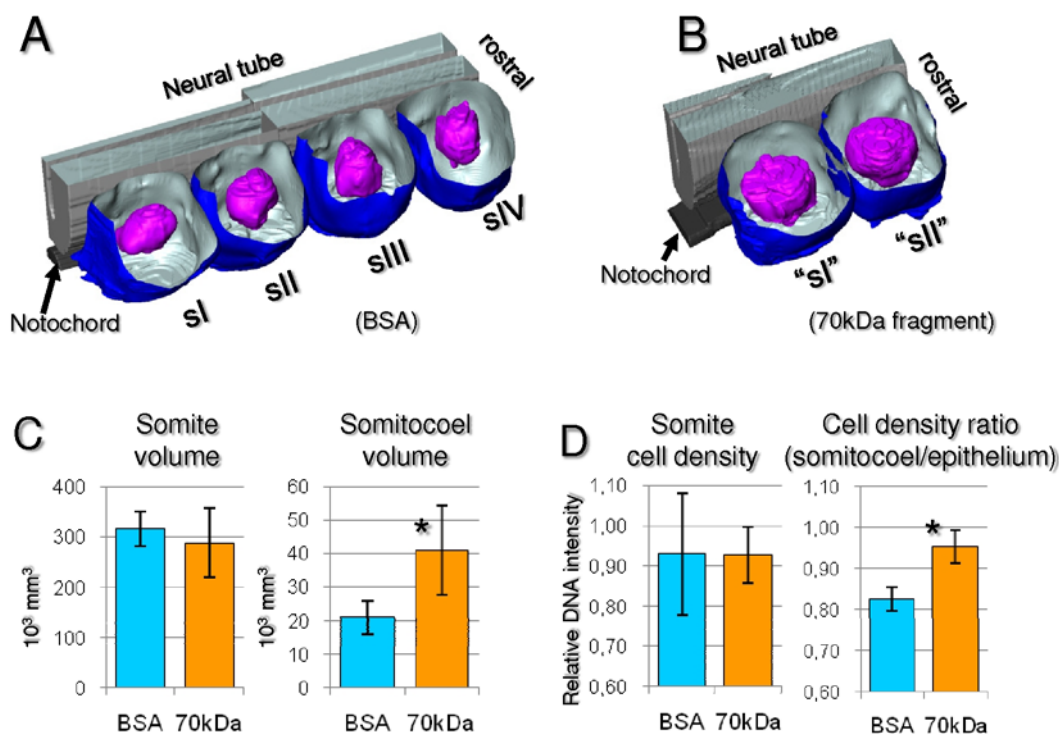 A
Neural tube
rostral
sI
sII
sIII
sIV
Notochord
(BSA)
B
Neural tube
rostral
"sI"
"sII"
Notochord
(70kDa fragment)
C
Somite
volume
10³ mm³
400
300
200
100
0
BSA 70kDa
Somitocoel
volume
10³ mm³
60
50
40
30
20
10
0
*
BSA 70kDa
D
Somite
cell density
Relative DNA intensity
1,10
1,00
0,90
0,80
0,70
0,60
BSA 70kDa
Cell density ratio
(somitocoel/epithelium)
1,10
1,00
0,90
0,80
0,70
0,60
*
BSA 70kDa